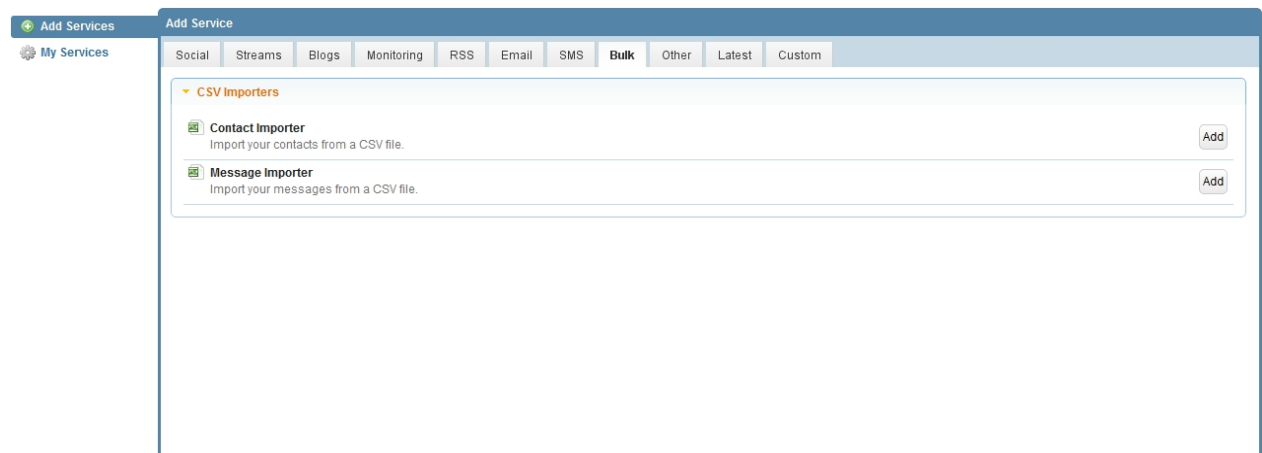 Add Services
My Services
Add Service
Social Streams Blogs Monitoring RSS Email SMS Bulk Other Latest Custom
CSV Importers
Contact Importer
Import your contacts from a CSV file.
Add
Message Importer
Import your messages from a CSV file.
Add